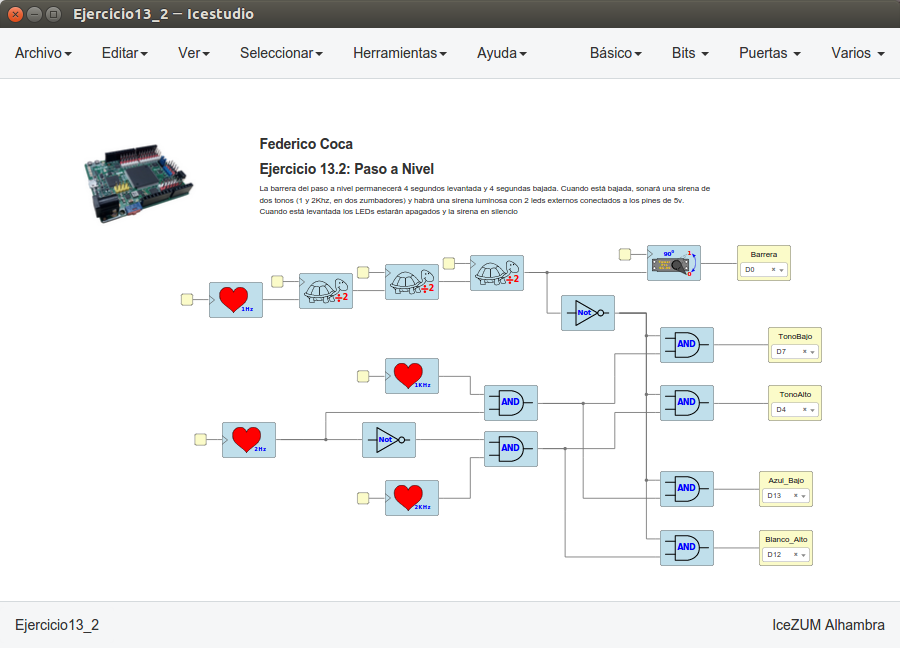 Ejercicio13_2 — Icestudio
Archivo Editar Ver Seleccionar Herramientas Ayuda Básico Bits Puertas Varios
Federico Coca
Ejercicio 13.2: Paso a Nivel
La barrera del paso a nivel permanecerá 4 segundos levantada y 4 segundas bajada. Cuando está bajada, sonará una sirena de
dos tonos (1 y 2Khz, en dos zumbadores) y habrá una sirena luminosa con 2 leds externos conectados a los pines de 5v.
Cuando está levantada los LEDs estarán apagados y la sirena en silencio
90º 1
0
Barrera
D0
÷2
÷2
÷2
1Hz
Not
AND
TonoBajo
D7
1KHz
AND
AND
TonoAlto
D4
2Hz
Not
AND
2KHz
AND
Azul_Bajo
D13
AND
Blanco_Alto
D12
Ejercicio13_2 IceZUM Alhambra